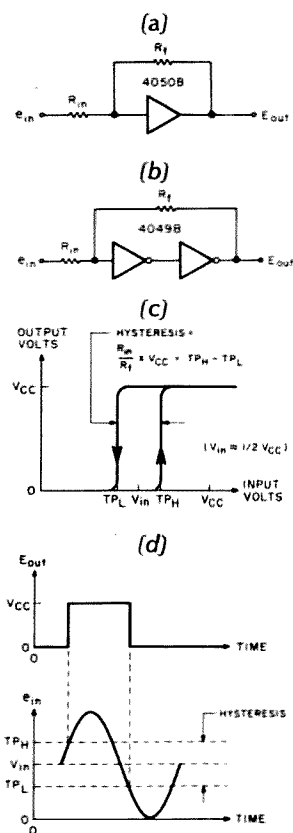 (a)
Rf
4050B
Rin
ein
Eout
(b)
Rf
4049B
Rin
ein
Eout
(c)
OUTPUT
VOLTS
HYSTERESIS =
Rin/Rf x VCC = TPH - TPL
VCC
(Vin ≈ 1/2 VCC)
0
TPL Vin TPH VCC
INPUT
VOLTS
(d)
Eout
VCC
0
0
TIME
ein
HYSTERESIS
TPH
Vin
TPL
0
0
TIME